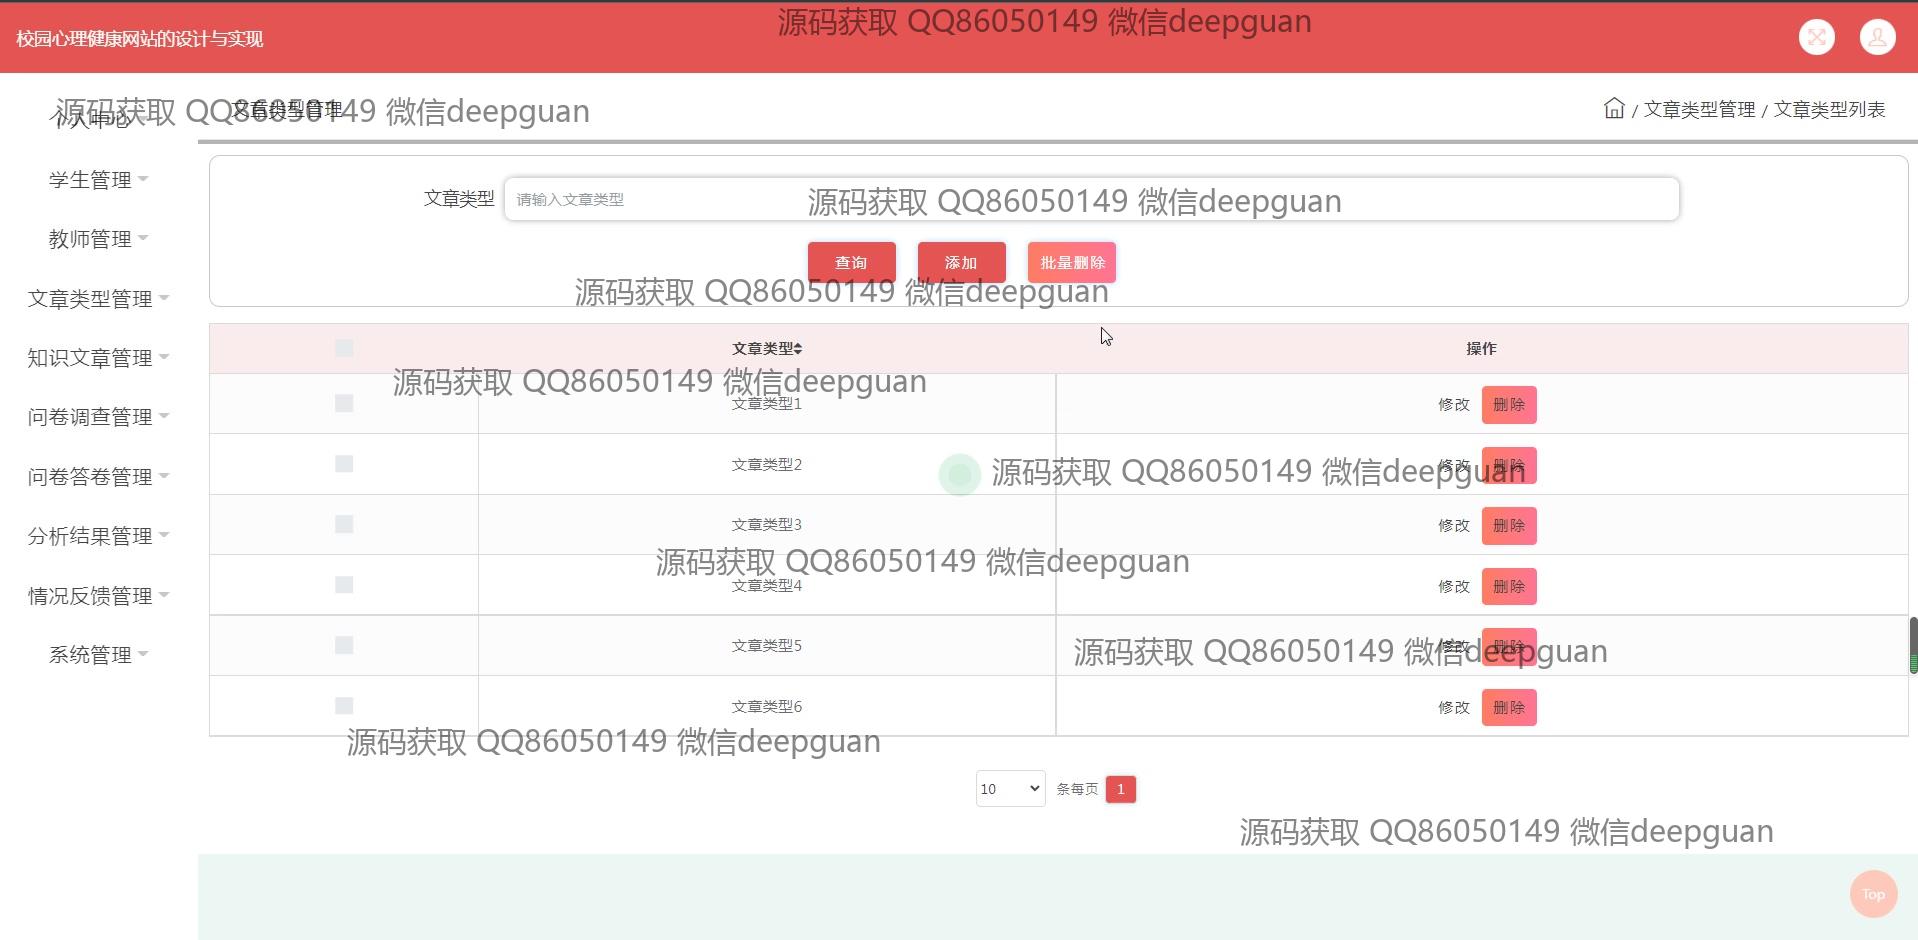 源码获取 QQ86050149 微信deepguan
校园心理健康网站的设计与实现
源码获取 QQ86050149 微信deepguan
个人中心
文章类型管理
/ 文章类型管理 / 文章类型列表
学生管理
文章类型
请输入文章类型
源码获取 QQ86050149 微信deepguan
教师管理
查询
添加
批量删除
源码获取 QQ86050149 微信deepguan
文章类型管理
文章类型
操作
知识文章管理
源码获取 QQ86050149 微信deepguan
文章类型1
修改
删除
问卷调查管理
文章类型2
源码获取 QQ86050149 微信deepguan
修改
删除
问卷答卷管理
文章类型3
修改
删除
分析结果管理
源码获取 QQ86050149 微信deepguan
文章类型4
修改
删除
情况反馈管理
文章类型5
源码获取 QQ86050149 微信deepguan
修改
删除
系统管理
文章类型6
修改
删除
源码获取 QQ86050149 微信deepguan
10
条每页
1
源码获取 QQ86050149 微信deepguan
Top